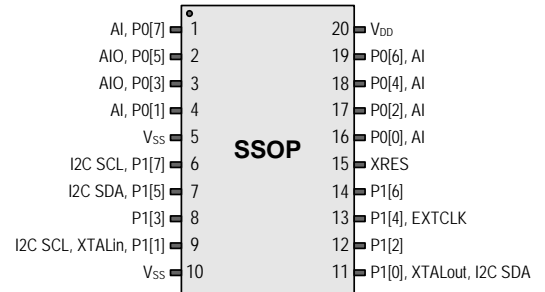 AI, P0[7] 1 20 VDD
AIO, P0[5] 2 19 P0[6], AI
AIO, P0[3] 3 18 P0[4], AI
AI, P0[1] 4 17 P0[2], AI
Vss 5 16 P0[0], AI
SSOP
I2C SCL, P1[7] 6 15 XRES
I2C SDA, P1[5] 7 14 P1[6]
P1[3] 8 13 P1[4], EXTCLK
I2C SCL, XTALin, P1[1] 9 12 P1[2]
Vss 10 11 P1[0], XTALout, I2C SDA